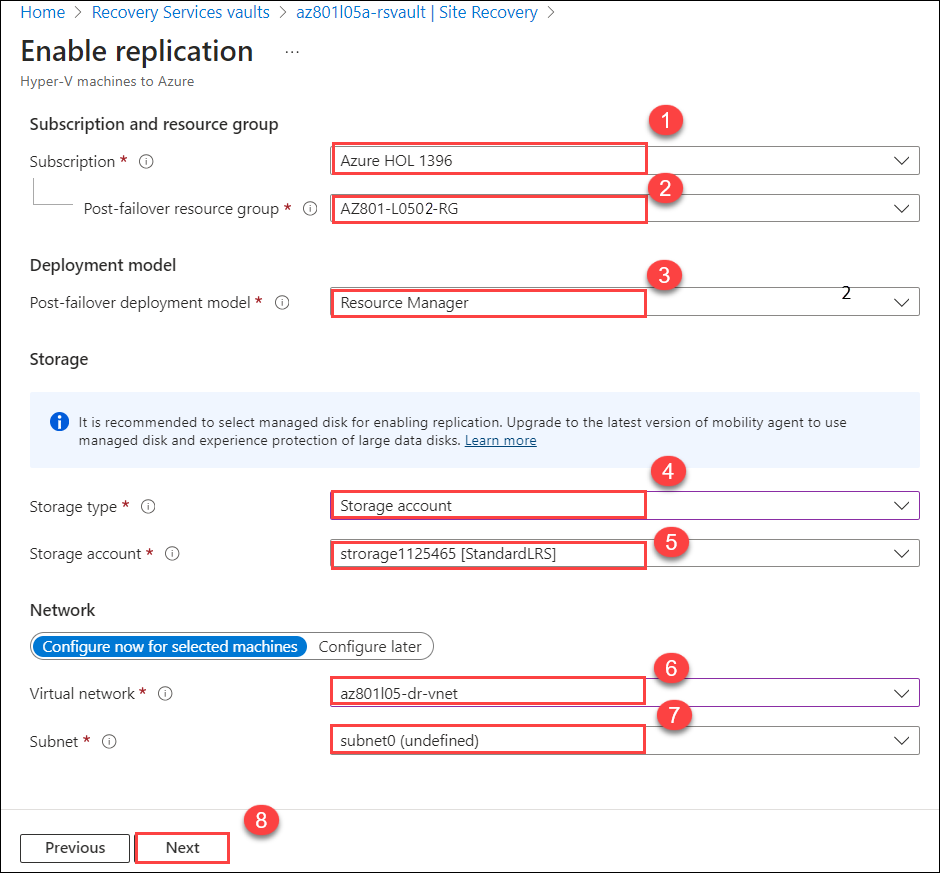 Home > Recovery Services vaults > az801l05a-rsvault | Site Recovery >
Enable replication ...
Hyper-V machines to Azure
Subscription and resource group
1
Subscription * Azure HOL 1396
2
Post-failover resource group * AZ801-L0502-RG
Deployment model
3
Post-failover deployment model * Resource Manager 2
Storage
It is recommended to select managed disk for enabling replication. Upgrade to the latest version of mobility agent to use
managed disk and experience protection of large data disks. Learn more
4
Storage type * Storage account
5
Storage account * strorage1125465 [StandardLRS]
Network
Configure now for selected machines Configure later
6
Virtual network * az801l05-dr-vnet
7
Subnet * subnet0 (undefined)
8
Previous Next